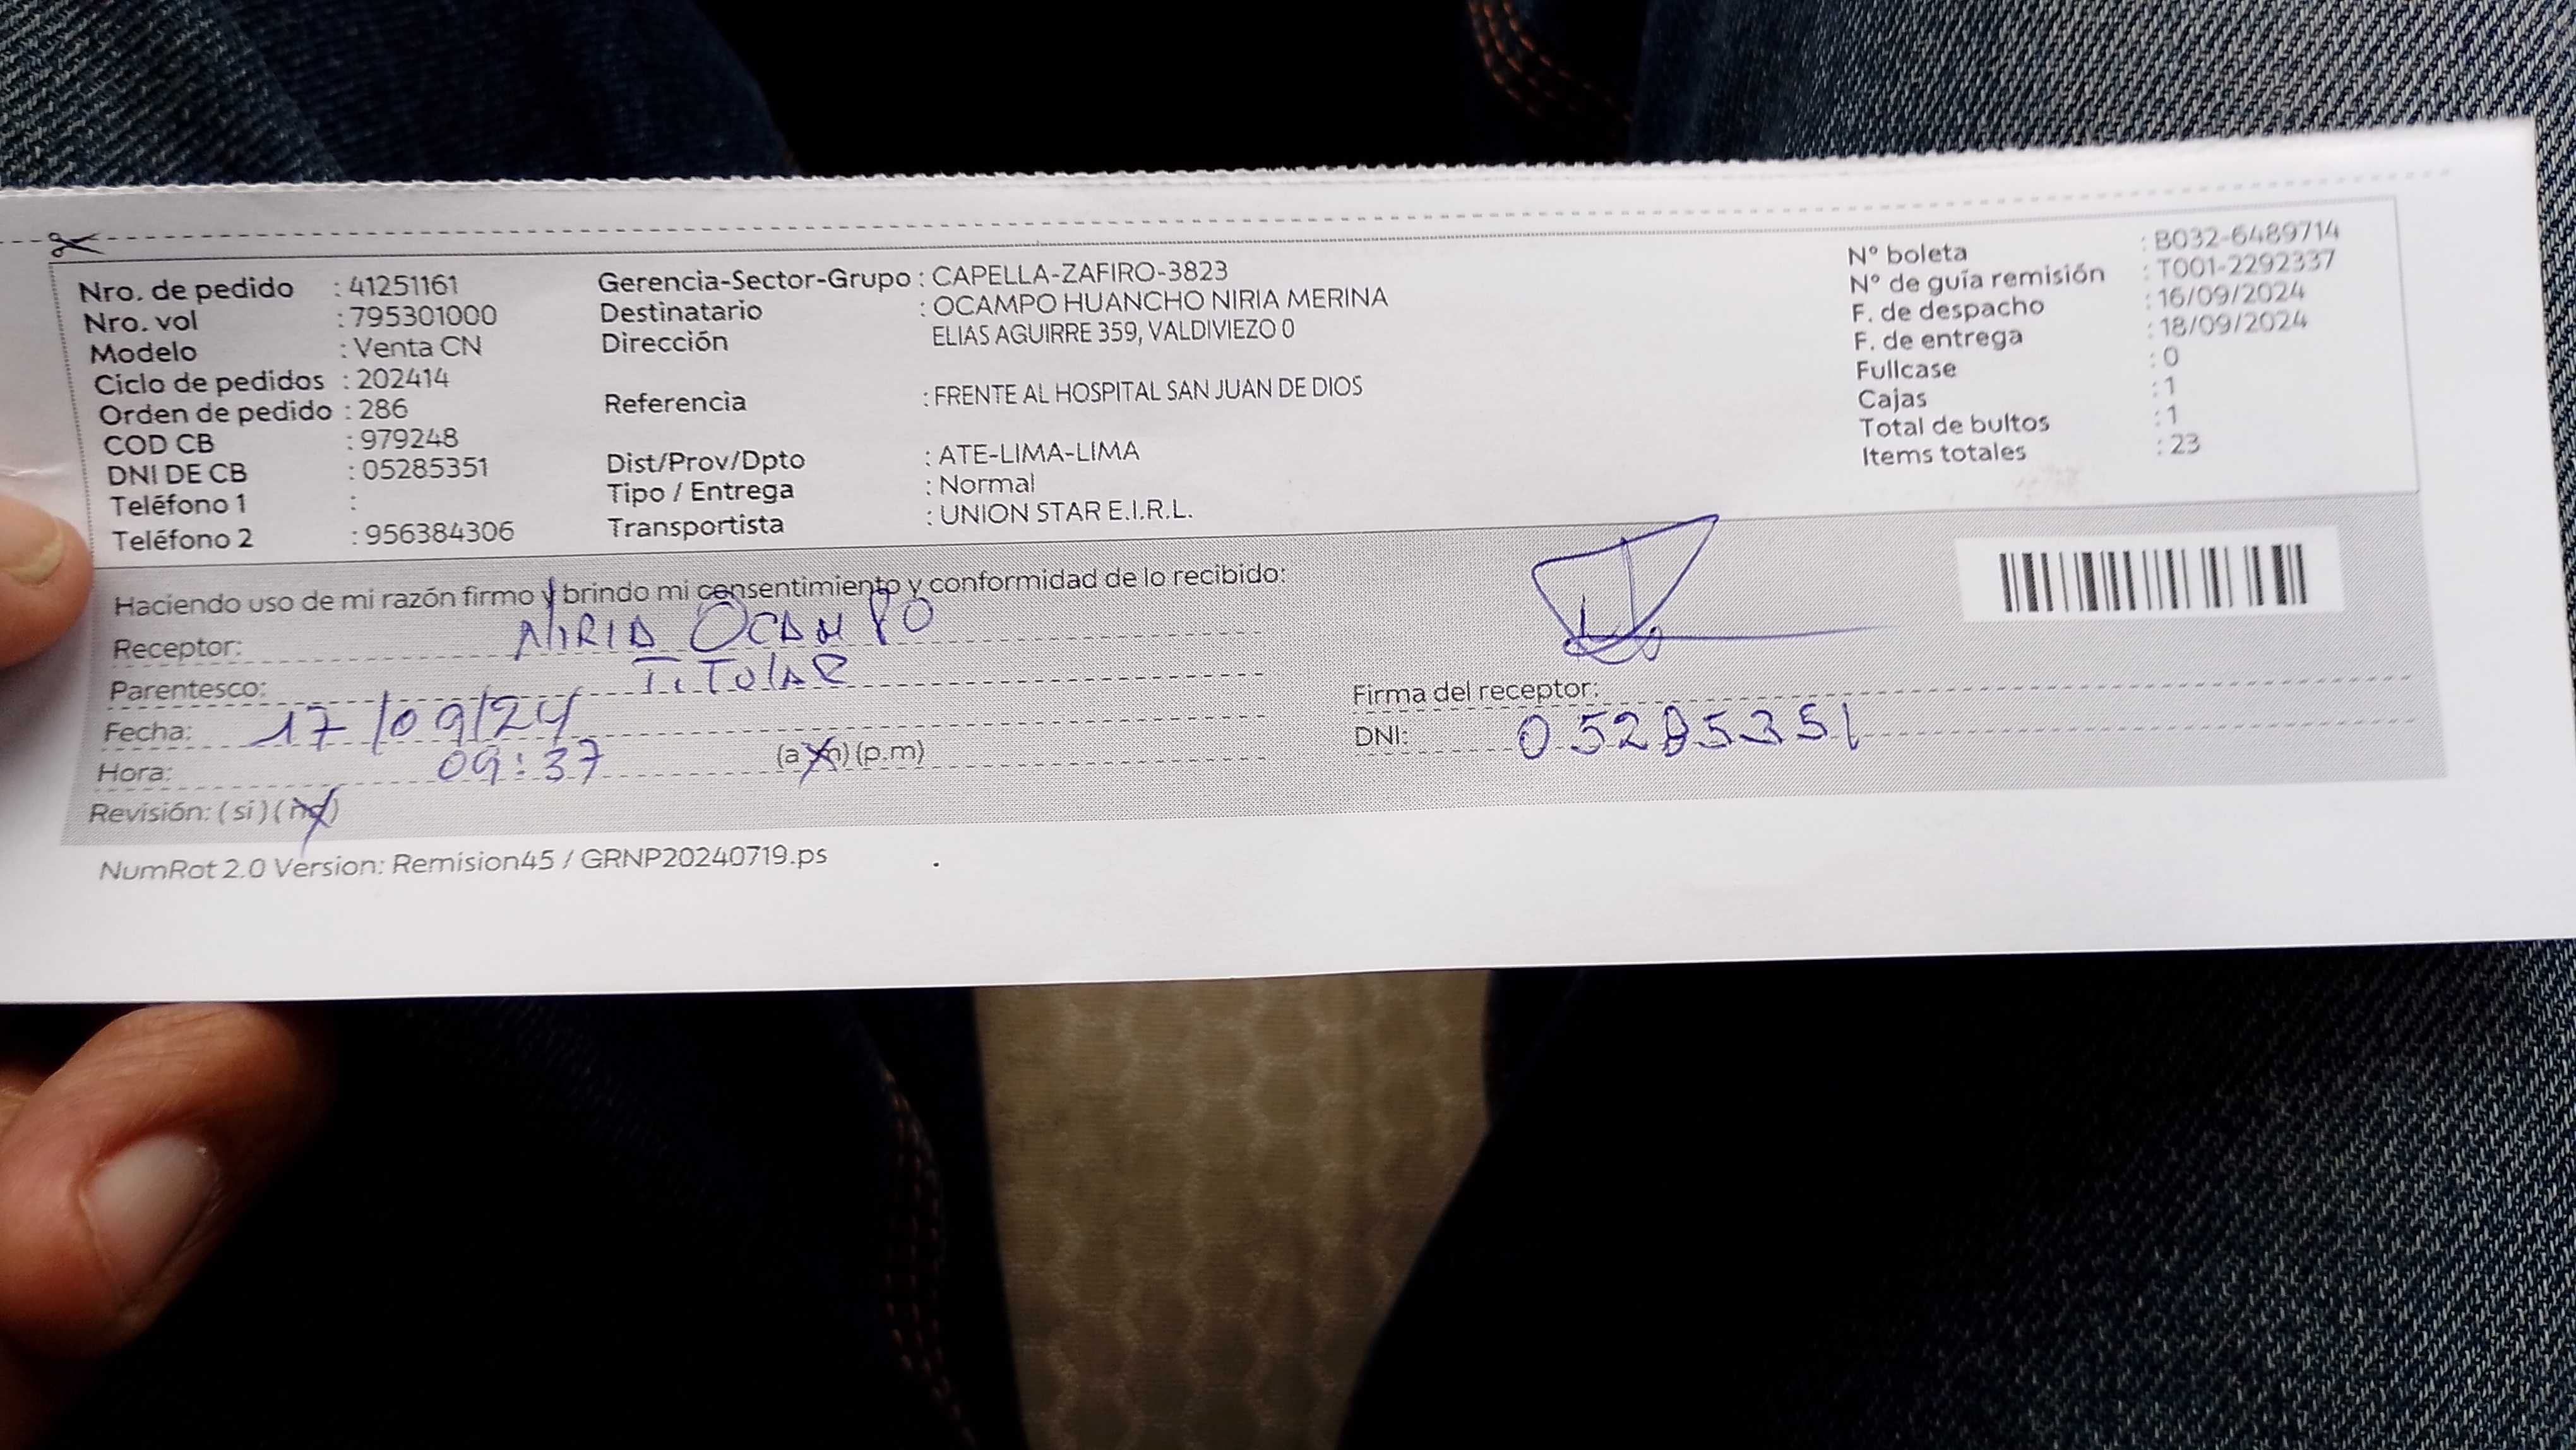 Nro. de pedido : 41251161
Nro. vol : 795301000
Modelo : Venta CN
Ciclo de pedidos : 202414
Orden de pedido : 286
COD CB : 979248
DNI DE CB : 05285351
Teléfono 1 :
Teléfono 2 : 956384306
Gerencia-Sector-Grupo : CAPELLA-ZAFIRO-3823
Destinatario : OCAMPO HUANCHO NIRIA MERINA
Dirección ELIAS AGUIRRE 359, VALDIVIEZO 0
Referencia : FRENTE AL HOSPITAL SAN JUAN DE DIOS
Dist/Prov/Dpto : ATE-LIMA-LIMA
Tipo / Entrega : Normal
Transportista : UNION STAR E.I.R.L.
N° boleta : B032-6489714
N° de guía remisión : T001-2292337
F. de despacho : 16/09/2024
F. de entrega : 18/09/2024
Fullcase : 0
Cajas : 1
Total de bultos : 1
Items totales : 23
Haciendo uso de mi razón firmo y brindo mi consentimiento y conformidad de lo recibido:
Receptor: NIRIA OCAMPO
Parentesco: TITULAR
Fecha: 17/09/24
Hora: 09:37 (a.m) (p.m)
Revisión: (si) (no)
Firma del receptor:
DNI: 05285351
NumRot 2.0 Version: Remision45 / GRNP20240719.ps